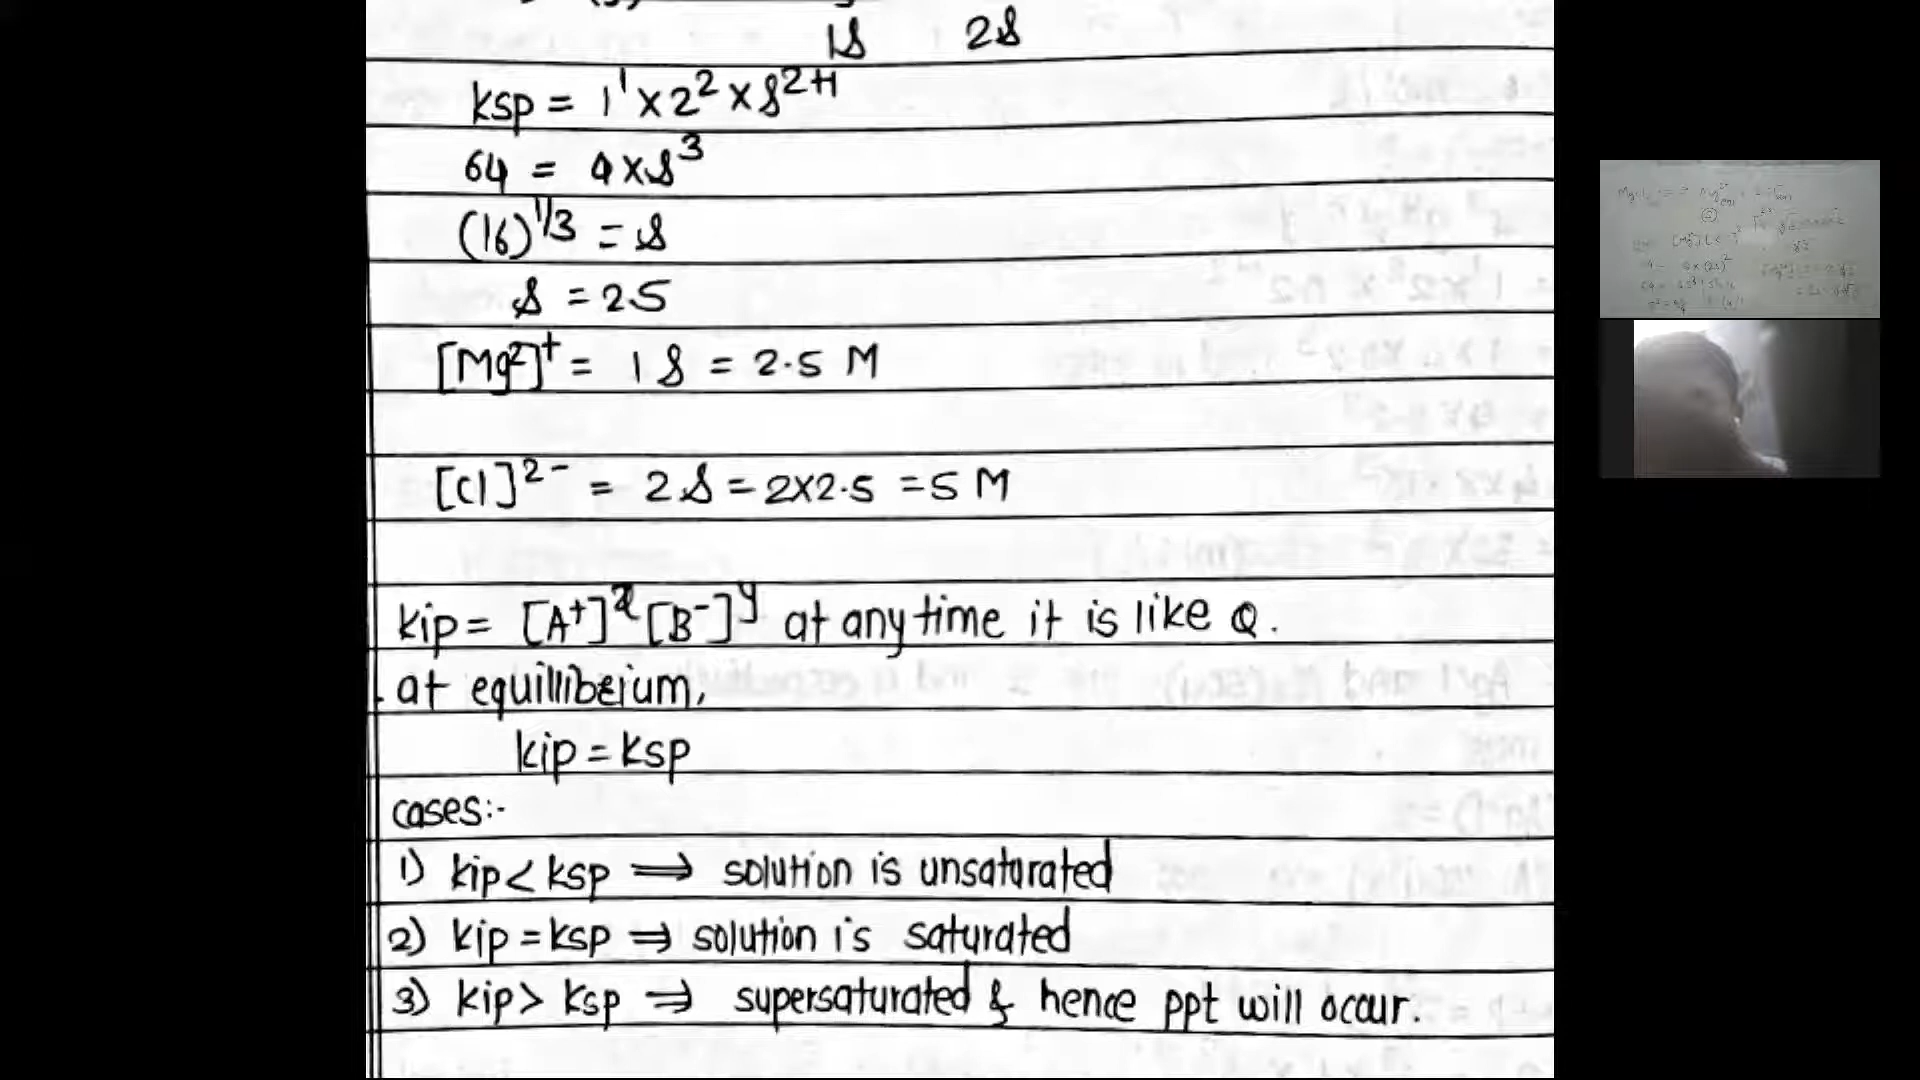 1S 2S
ksp = 1¹ x 2² x S²⁺¹
64 = 4 x S³
(16)^1/3 = S
S = 2.5
[Mg²]⁺ = 1 S = 2.5 M
[Cl]²⁻ = 2 S = 2x2.5 = 5 M
kip = [A⁺]ˣ [B⁻]ʸ at any time it is like Q.
at equillibrium,
kip = ksp
cases:-
1) kip < ksp ⟹ solution is unsaturated
2) kip = ksp ⟹ solution is saturated
3) kip > ksp ⟹ supersaturated & hence ppt will occur.